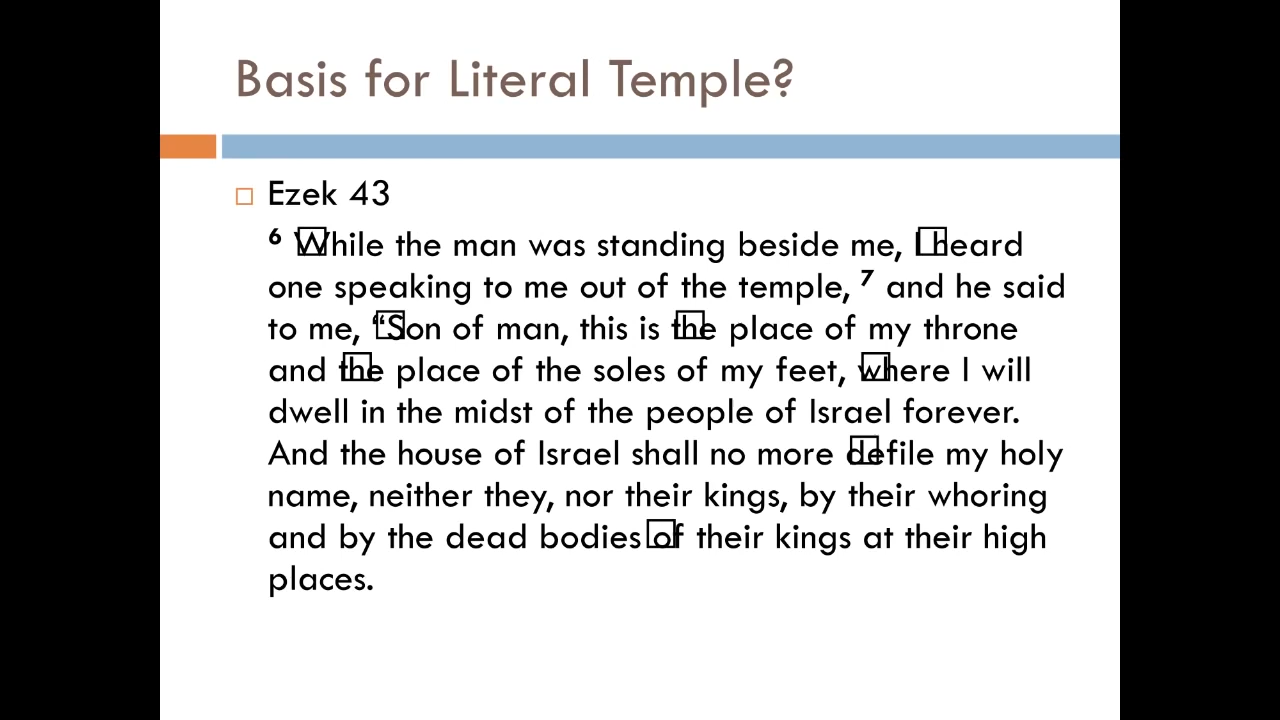 Basis for Literal Temple?
Ezek 43
⁶ While the man was standing beside me, I heard
one speaking to me out of the temple, ⁷ and he said
to me, “Son of man, this is the place of my throne
and the place of the soles of my feet, where I will
dwell in the midst of the people of Israel forever.
And the house of Israel shall no more defile my holy
name, neither they, nor their kings, by their whoring
and by the dead bodies of their kings at their high
places.